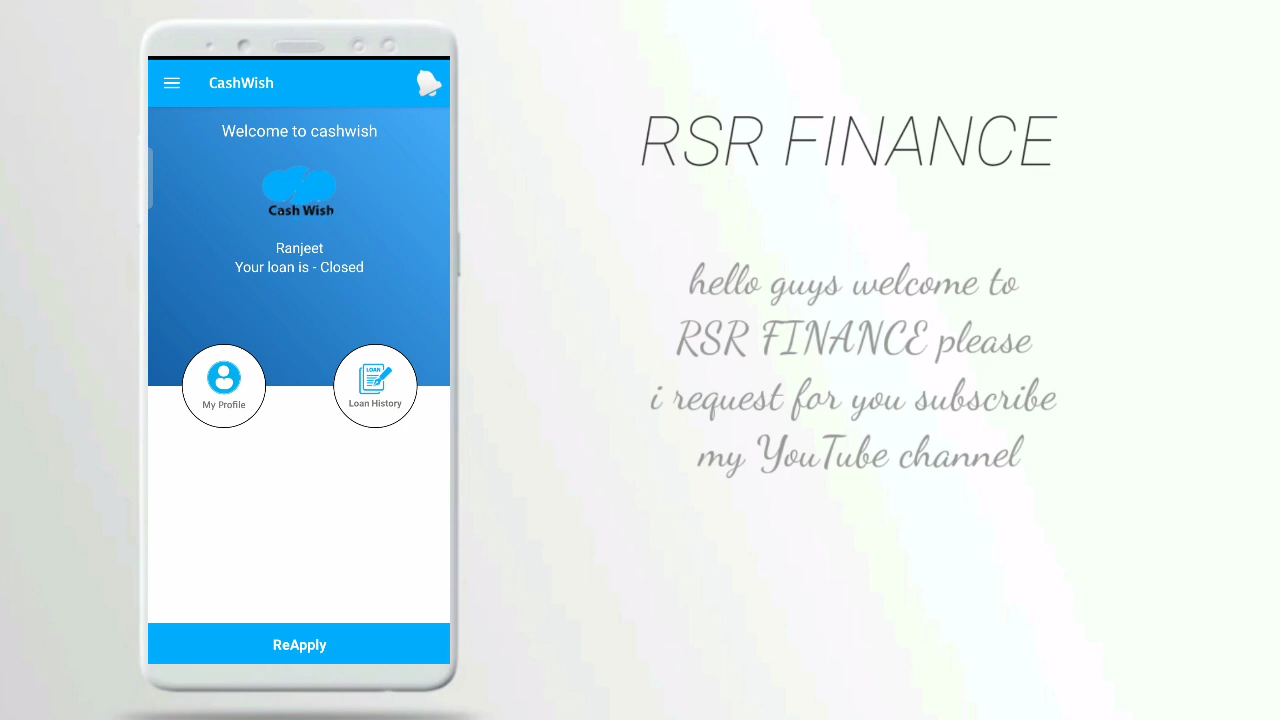 CashWish
Welcome to cashwish
Cash Wish
Ranjeet
Your loan is - Closed
My Profile
LOAN
Loan History
ReApply
RSR FINANCE
hello guys welcome to
RSR FINANCE please
i request for you subscribe
my YouTube channel